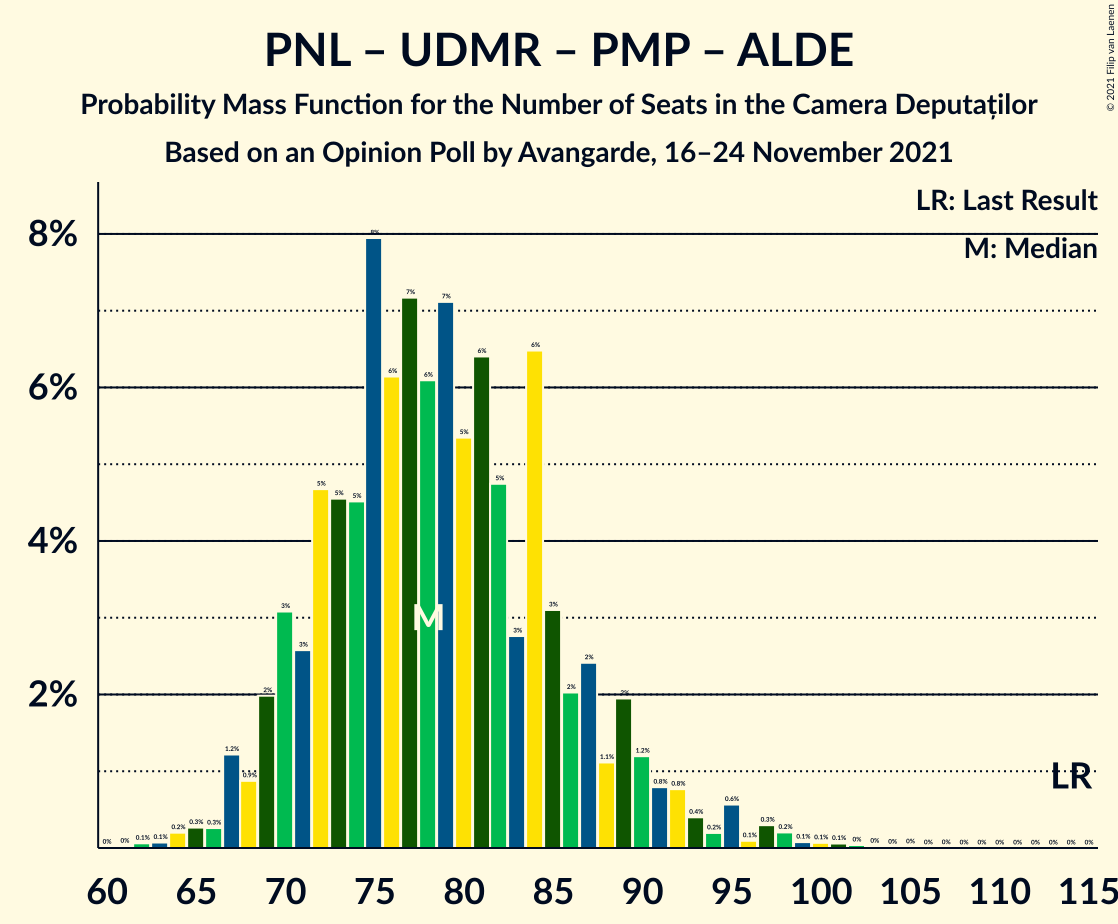 PNL – UDMR – PMP – ALDE
Probability Mass Function for the Number of Seats in the Camera Deputaților
Based on an Opinion Poll by Avangarde, 16–24 November 2021
© 2021 Filip van Laenen
LR: Last Result
M: Median
8%
6%
4%
2%
0% 0% 0.1% 0.1% 0.2% 0.3% 0.3% 1.2% 0.9% 2% 3% 3% 5% 5% 5% 8% 6% 7% 6% 7% 5% 6% 5% 3% 6% 3% 2% 2% 1.1% 2% 1.2% 0.8% 0.8% 0.4% 0.2% 0.6% 0.1% 0.3% 0.2% 0.1% 0.1% 0.1% 0% 0% 0% 0% 0% 0% 0% 0% 0% 0% 0% 0% 0% 0%
M
LR
60 65 70 75 80 85 90 95 100 105 110 115